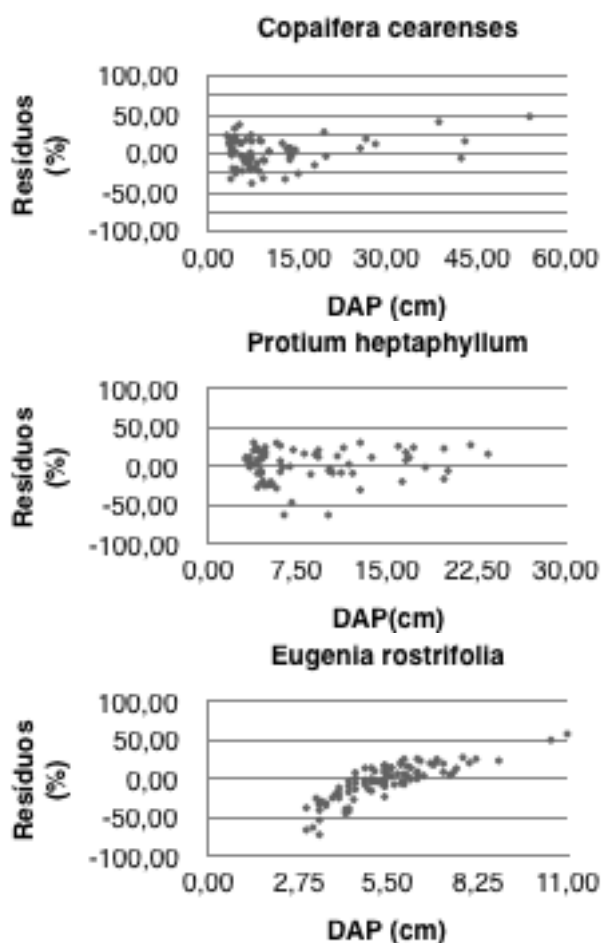 Copaifera cearenses
100,00
50,00
0,00
-50,00
-100,00
Resíduos
(%)
0,00 15,00 30,00 45,00 60,00
DAP (cm)
Protium heptaphyllum
100,00
50,00
0,00
-50,00
-100,00
Resíduos
(%)
0,00 7,50 15,00 22,50 30,00
DAP(cm)
Eugenia rostrifolia
100,00
50,00
0,00
-50,00
-100,00
Resíduos
(%)
0,00 2,75 5,50 8,25 11,00
DAP (cm)